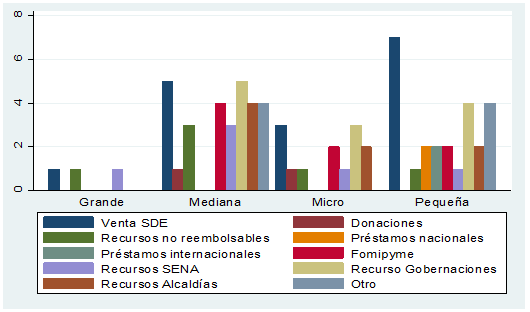 8
6
4
2
0
Grande Mediana Micro Pequeña
Venta SDE Donaciones
Recursos no reembolsables Préstamos nacionales
Préstamos internacionales Fomipyme
Recursos SENA Recurso Gobernaciones
Recursos Alcaldías Otro